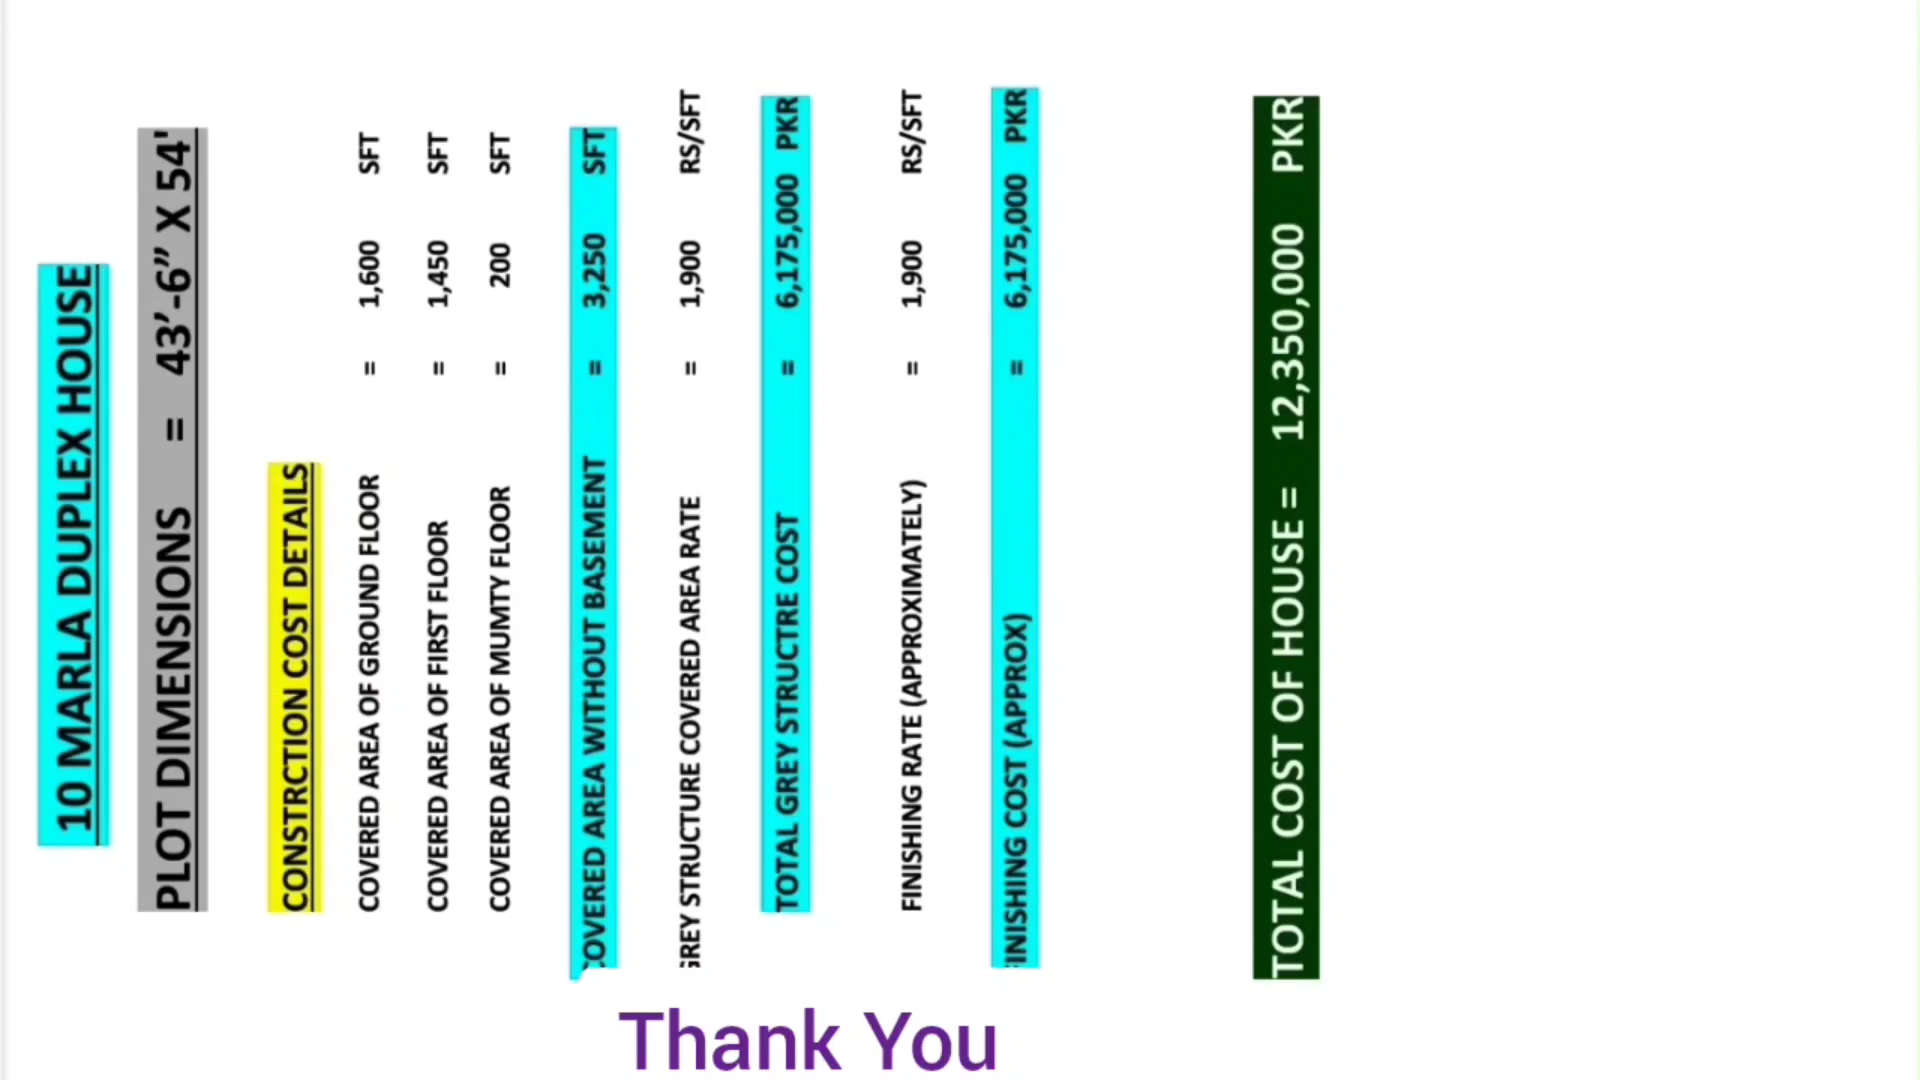 10 MARLA DUPLEX HOUSE
PLOT DIMENSIONS = 43’-6” X 54'
CONSTRCTION COST DETAILS
COVERED AREA OF GROUND FLOOR = 1,600 SFT
COVERED AREA OF FIRST FLOOR = 1,450 SFT
COVERED AREA OF MUMTY FLOOR = 200 SFT
COVERED AREA WITHOUT BASEMENT = 3,250 SFT
GREY STRUCTURE COVERED AREA RATE = 1,900 RS/SFT
TOTAL GREY STRUCTRE COST = 6,175,000 PKR
FINISHING RATE (APPROXIMATELY) = 1,900 RS/SFT
FINISHING COST (APPROX) = 6,175,000 PKR
TOTAL COST OF HOUSE = 12,350,000 PKR
Thank You